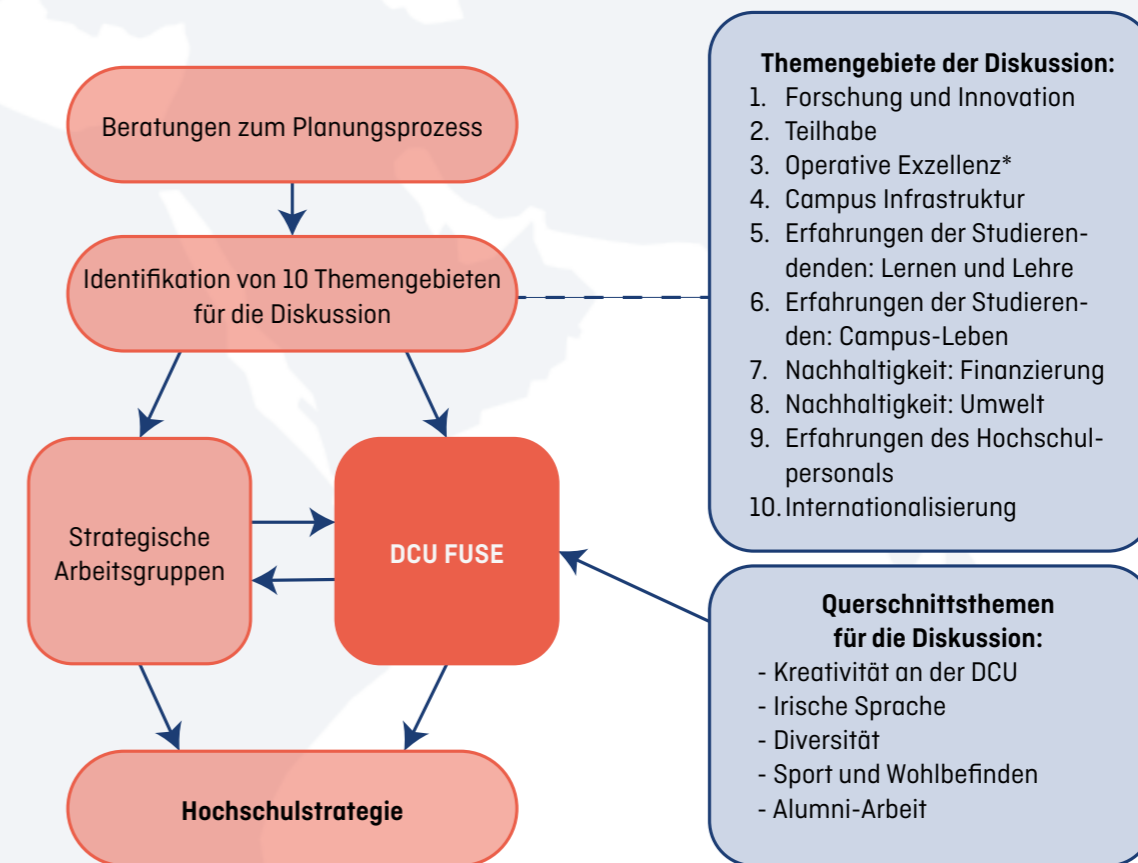 Beratungen zum Planungsprozess
Identifikation von 10 Themengebieten
für die Diskussion
Strategische
Arbeitsgruppen
DCU FUSE
Hochschulstrategie
Themengebiete der Diskussion:
1. Forschung und Innovation
2. Teilhabe
3. Operative Exzellenz*
4. Campus Infrastruktur
5. Erfahrungen der Studieren-
dendenden: Lernen und Lehre
6. Erfahrungen der Studieren-
den: Campus-Leben
7. Nachhaltigkeit: Finanzierung
8. Nachhaltigkeit: Umwelt
9. Erfahrungen des Hochschul-
personals
10. Internationalisierung
Querschnittsthemen
für die Diskussion:
- Kreativität an der DCU
- Irische Sprache
- Diversität
- Sport und Wohlbefinden
- Alumni-Arbeit